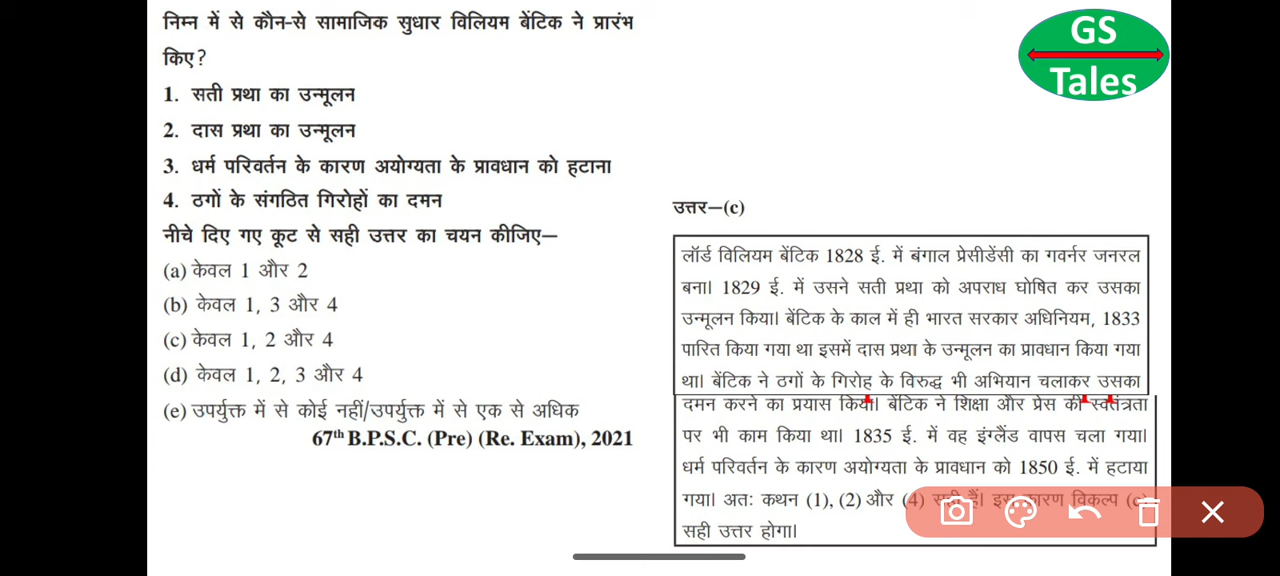 निम्न में से कौन-से सामाजिक सुधार विलियम बेंटिक ने प्रारंभ
किए?
1. सती प्रथा का उन्मूलन
2. दास प्रथा का उन्मूलन
3. धर्म परिवर्तन के कारण अयोग्यता के प्रावधान को हटाना
4. ठगों के संगठित गिरोहों का दमन
नीचे दिए गए कूट से सही उत्तर का चयन कीजिए—
(a) केवल 1 और 2
(b) केवल 1, 3 और 4
(c) केवल 1, 2 और 4
(d) केवल 1, 2, 3 और 4
(e) उपर्युक्त में से कोई नहीं/उपर्युक्त में से एक से अधिक
67th B.P.S.C. (Pre) (Re. Exam), 2021
GS
Tales
उत्तर—(c)
लॉर्ड विलियम बेंटिक 1828 ई. में बंगाल प्रेसीडेंसी का गवर्नर जनरल
बना। 1829 ई. में उसने सती प्रथा को अपराध घोषित कर उसका
उन्मूलन किया। बेंटिक के काल में ही भारत सरकार अधिनियम, 1833
पारित किया गया था इसमें दास प्रथा के उन्मूलन का प्रावधान किया गया
था। बेंटिक ने ठगों के गिरोह के विरुद्ध भी अभियान चलाकर उसका
दमन करने का प्रयास किया। बेंटिक ने शिक्षा और प्रेस की स्वतंत्रता
पर भी काम किया था। 1835 ई. में वह इंग्लैंड वापस चला गया।
धर्म परिवर्तन के कारण अयोग्यता के प्रावधान को 1850 ई. में हटाया
गया। अतः कथन (1), (2) और (4) सही हैं। इस कारण विकल्प (c)
सही उत्तर होगा।